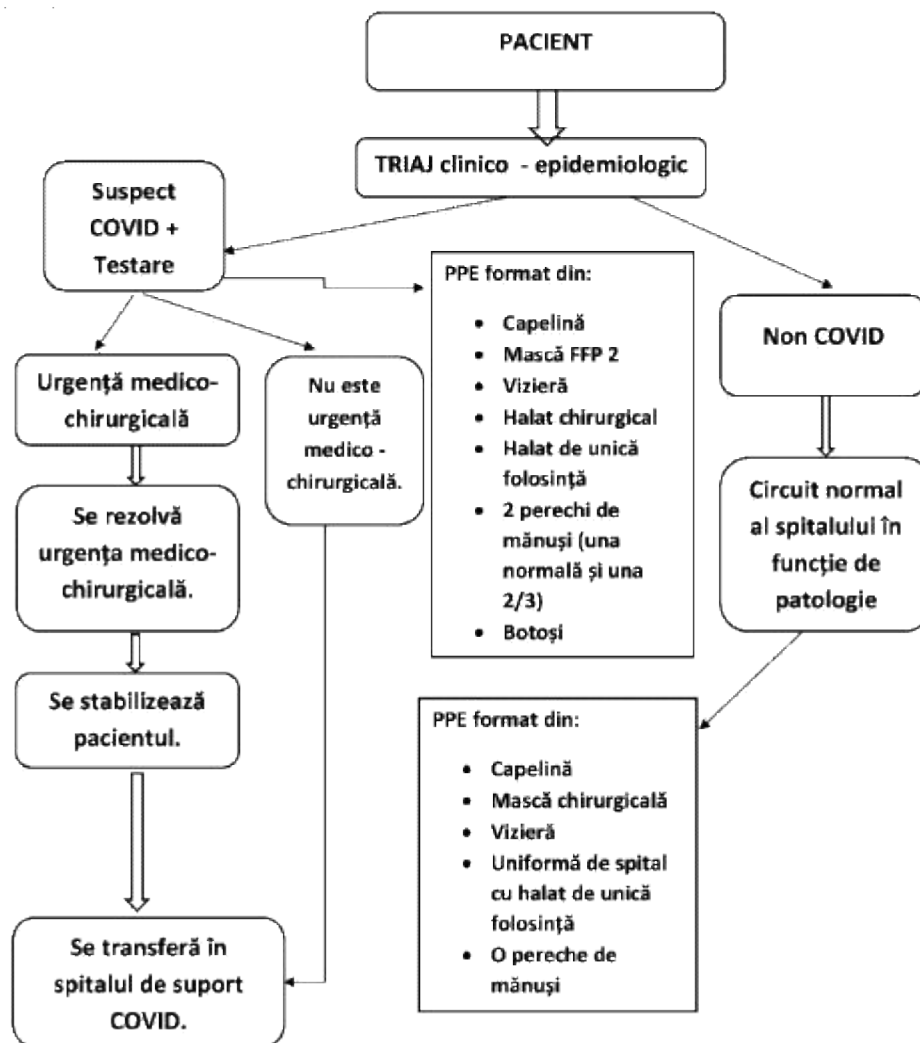 PACIENT
TRIAJ clinico - epidemiologic
Suspect
COVID +
Testare
PPE format din:
• Capelină
• Mască FFP 2
• Vizieră
• Halat chirurgical
• Halat de unică
folosință
• 2 perechi de
mănuși (una
normală și una
2/3)
• Botoși
Non COVID
Urgență medico-
chirurgicală
Nu este
urgență
medico -
chirurgicală.
Se rezolvă
urgența medico-
chirurgicală.
Circuit normal
al spitalului în
funcție de
patologie
Se stabilizează
pacientul.
PPE format din:
• Capelină
• Mască chirurgicală
• Vizieră
• Uniformă de spital
cu halat de unică
folosință
• O pereche de
mănuși
Se transferă în
spitalul de suport
COVID.